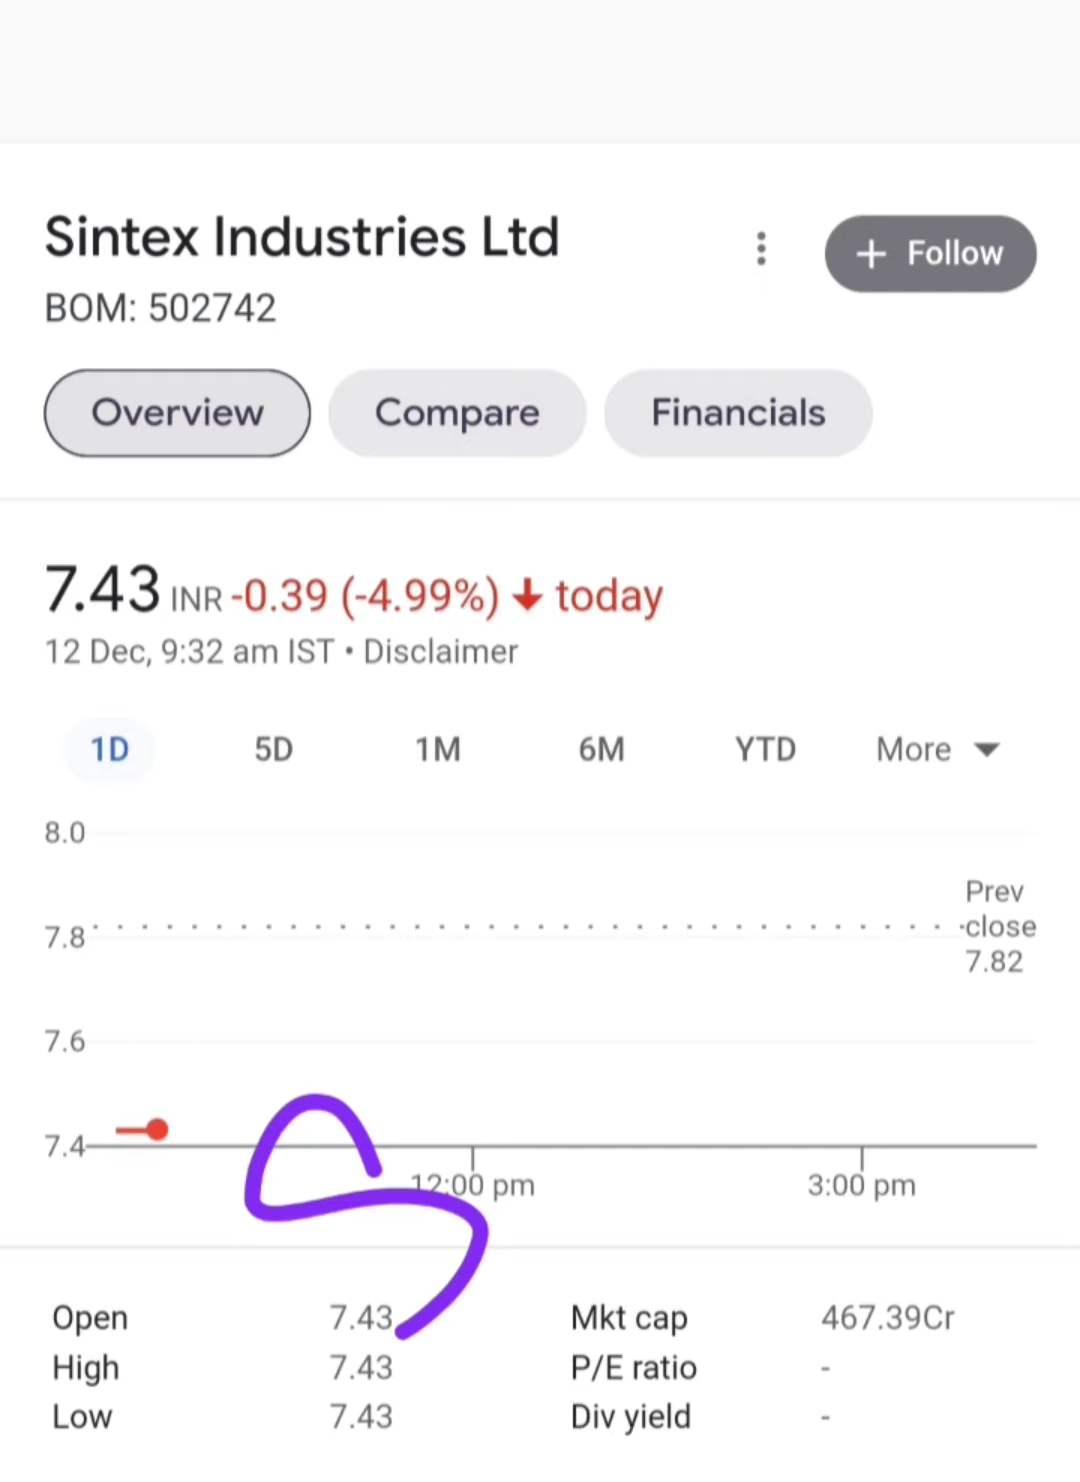 Sintex Industries Ltd
+ Follow
BOM: 502742
Overview Compare Financials
7.43 INR -0.39 (-4.99%) ↓ today
12 Dec, 9:32 am IST • Disclaimer
1D 5D 1M 6M YTD More
8.0
Prev
7.8 close
7.82
7.6
7.4
12:00 pm 3:00 pm
Open 7.43 Mkt cap 467.39Cr
High 7.43 P/E ratio -
Low 7.43 Div yield -